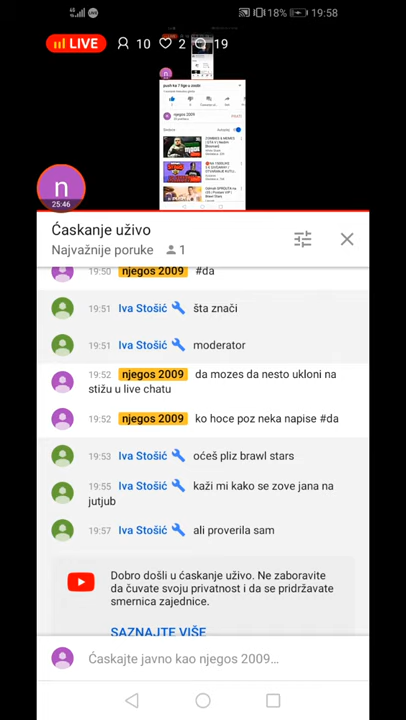 18% 19:58
LIVE 10 2 19
njegos 2009
n
25:46
Ćaskanje uživo
Najvažnije poruke 1
19:50 njegos 2009 #da
19:51 Iva Stošić šta znači
19:51 Iva Stošić moderator
19:52 njegos 2009 da mozes da nesto ukloni na
stižu u live chatu
19:52 njegos 2009 ko hoce poz neka napise #da
19:53 Iva Stošić oćeš pliz brawl stars
19:55 Iva Stošić kaži mi kako se zove jana na
jutjub
19:57 Iva Stošić ali proverila sam
Dobro došli u ćaskanje uživo. Ne zaboravite
da čuvate svoju privatnost i da se pridržavate
smernica zajednice.
SAZNAJTE VIŠE
Ćaskajte javno kao njegos 2009...